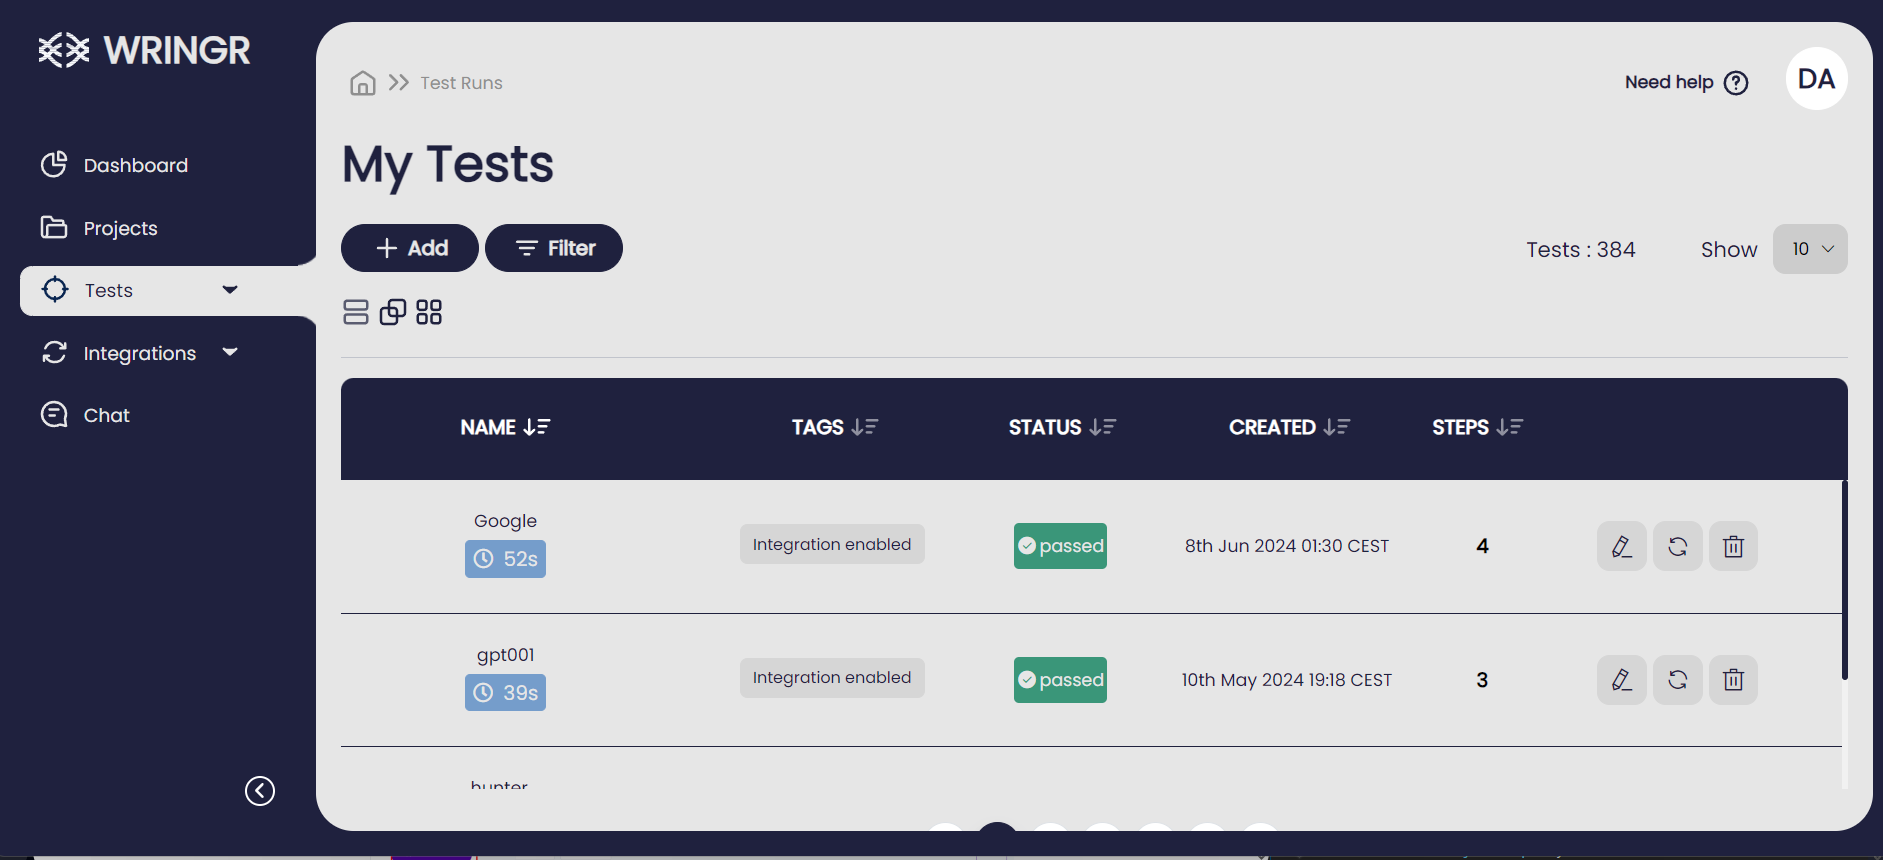 WRINGR
Dashboard
Projects
Tests
Integrations
Chat
Test Runs
Need help
DA
My Tests
Add
Filter
Tests : 384
Show
10
NAME
TAGS
STATUS
CREATED
STEPS
Google
52s
Integration enabled
passed
8th Jun 2024 01:30 CEST
4
gpt001
39s
Integration enabled
passed
10th May 2024 19:18 CEST
3
hunter